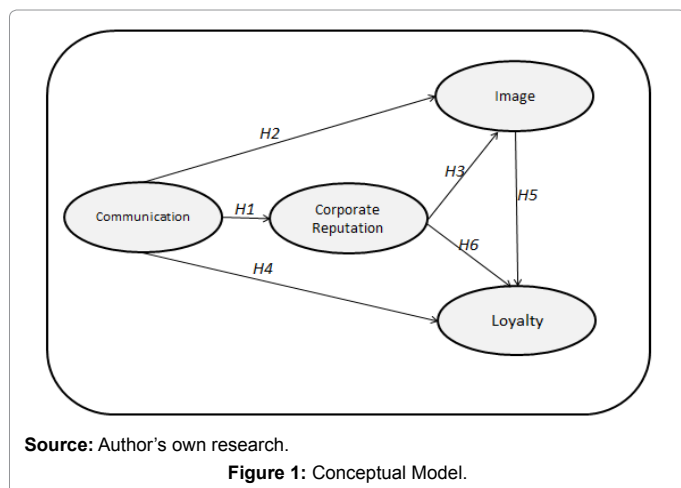 Image
H2
H3
Communication
H1
Corporate
Reputation
H5
H6
H4
Loyalty
Source: Author's own research.
Figure 1: Conceptual Model.